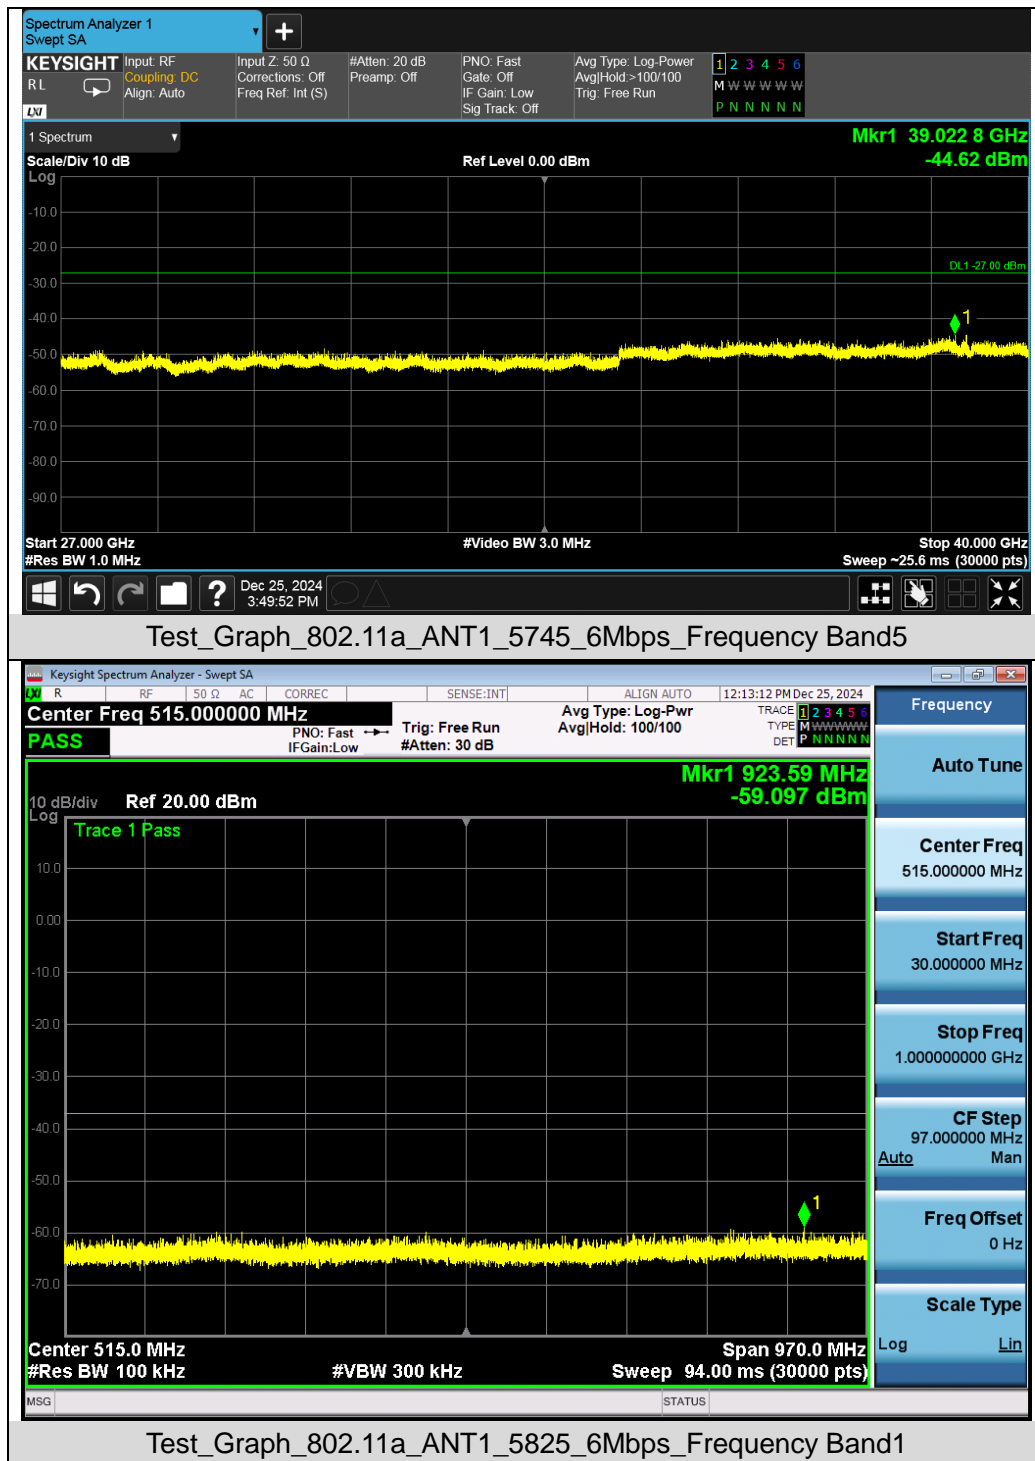 Spectrum Analyzer 1
Swept SA
KEYSIGHT
Input: RF
Input Z: 50 Ω
#Atten: 20 dB
PNO: Fast
Avg Type: Log-Power
1 2 3 4 5 6
R L
Coupling: DC
Corrections: Off
Preamp: Off
Gate: Off
Avg|Hold:>100/100
M W W W W W
Align: Auto
Freq Ref: Int (S)
IF Gain: Low
Trig: Free Run
LXI
Sig Track: Off
P N N N N N
1 Spectrum
Mkr1 39.022 8 GHz
Scale/Div 10 dB
Ref Level 0.00 dBm
-44.62 dBm
Log
-10.0
-20.0
DL1 -27.00 dBm
-30.0
-40.0
1
-50.0
-60.0
-70.0
-80.0
-90.0
Start 27.000 GHz
#Video BW 3.0 MHz
Stop 40.000 GHz
#Res BW 1.0 MHz
Sweep ~25.6 ms (30000 pts)
Dec 25, 2024
3:49:52 PM
Test_Graph_802.11a_ANT1_5745_6Mbps_Frequency Band5
Keysight Spectrum Analyzer - Swept SA
LXI R RF 50 Ω AC CORREC SENSE:INT ALIGN AUTO 12:13:12 PM Dec 25, 2024
Center Freq 515.000000 MHz
Avg Type: Log-Pwr
TRACE 1 2 3 4 5 6
PASS
PNO: Fast
Trig: Free Run
Avg|Hold: 100/100
TYPE M W W W W W
IFGain:Low
#Atten: 30 dB
DET P N N N N N
Mkr1 923.59 MHz
10 dB/div
Ref 20.00 dBm
-59.097 dBm
Log
Trace 1 Pass
10.0
0.00
-10.0
-20.0
-30.0
-40.0
-50.0
1
-60.0
-70.0
Center 515.0 MHz
Span 970.0 MHz
#Res BW 100 kHz
#VBW 300 kHz
Sweep 94.00 ms (30000 pts)
MSG
STATUS
Frequency
Auto Tune
Center Freq
515.000000 MHz
Start Freq
30.000000 MHz
Stop Freq
1.000000000 GHz
CF Step
97.000000 MHz
Auto Man
Freq Offset
0 Hz
Scale Type
Log Lin
Test_Graph_802.11a_ANT1_5825_6Mbps_Frequency Band1